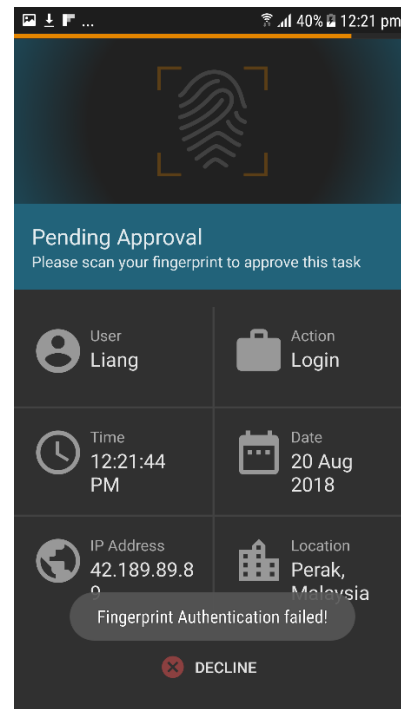 ... 40% 12:21 pm
Pending Approval
Please scan your fingerprint to approve this task
User
Liang
Action
Login
Time
12:21:44
PM
Date
20 Aug
2018
IP Address
42.189.89.8
9
Location
Perak,
Malaysia
Fingerprint Authentication failed!
DECLINE